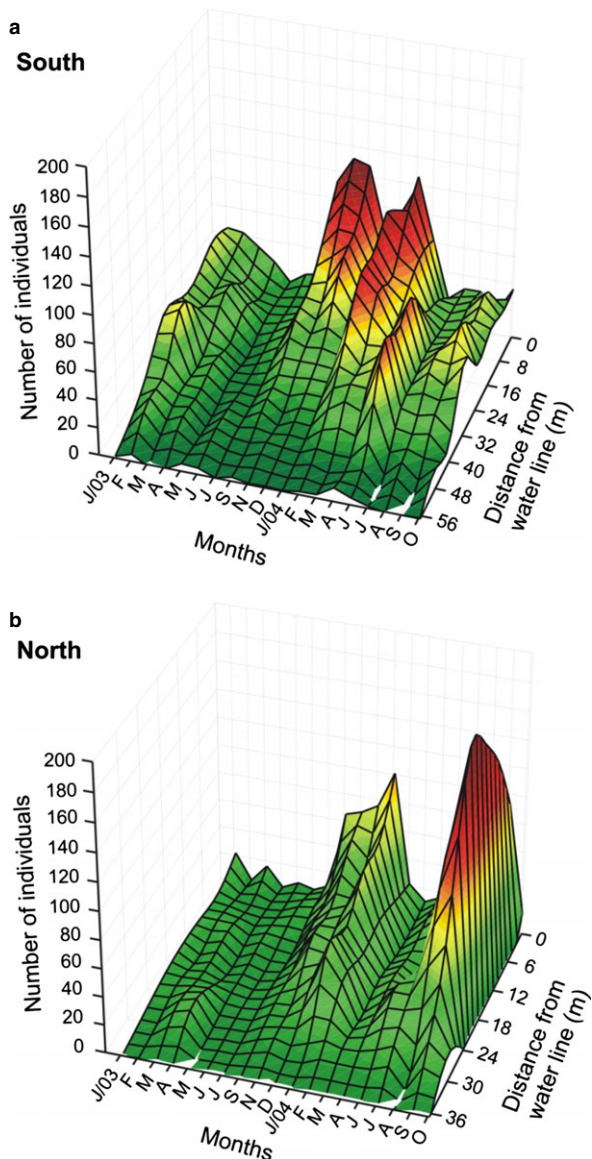 a
South
Number of individuals
200
180
160
140
120
100
80
60
40
20
0
J/03
F
M
A
M
J
J
S
N
D
J/04
F
M
A
J
J
A
S
O
Months
0
8
16
24
32
40
48
56
Distance from
water line (m)
b
North
Number of individuals
200
180
160
140
120
100
80
60
40
20
0
J/03
F
M
A
M
J
J
S
N
D
J/04
F
M
A
J
J
A
S
O
Months
0
6
12
18
24
30
36
Distance from
water line (m)